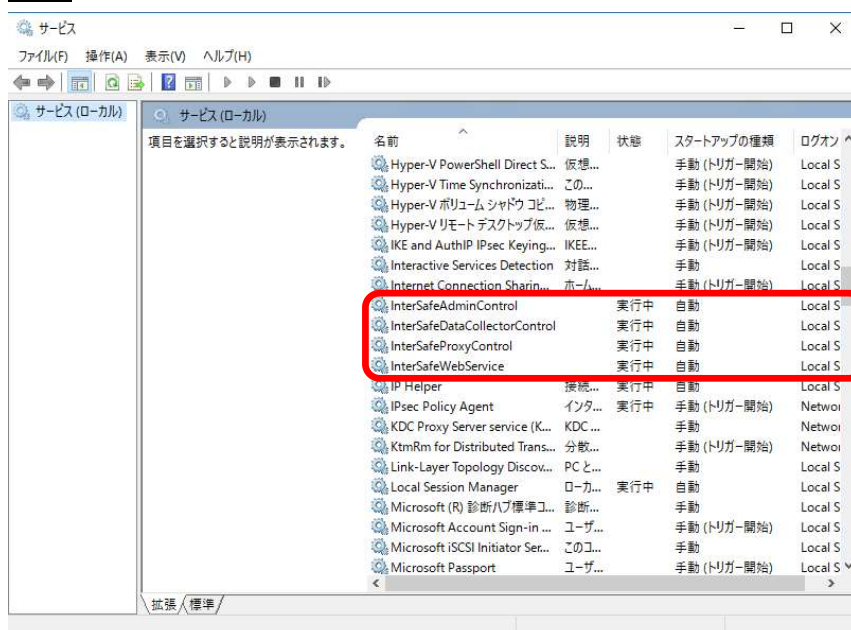 サービス
ファイル(F) 操作(A) 表示(V) ヘルプ(H)
サービス (ローカル)
サービス (ローカル)
項目を選択すると説明が表示されます。
名前 説明 状態 スタートアップの種類 ログオン
Hyper-V PowerShell Direct S... 仮想... 手動 (トリガー開始) Local S
Hyper-V Time Synchronizati... この... 手動 (トリガー開始) Local S
Hyper-V ボリューム シャドウ コピ... 物理... 手動 (トリガー開始) Local S
Hyper-V リモート デスクトップ仮... 仮想... 手動 (トリガー開始) Local S
IKE and AuthIP IPsec Keying... IKEE... 手動 (トリガー開始) Local S
Interactive Services Detection 対話... 手動 Local S
Internet Connection Sharin... ホーム... 手動 (トリガー開始) Local S
InterSafeAdminControl 実行中 自動 Local S
InterSafeDataCollectorControl 実行中 自動 Local S
InterSafeProxyControl 実行中 自動 Local S
InterSafeWebService 実行中 自動 Local S
IP Helper 接続... 実行中 自動 Local S
IPsec Policy Agent インタ... 実行中 手動 (トリガー開始) Networ
KDC Proxy Server service (K... KDC ... 手動 Networ
KtmRm for Distributed Trans... 分散... 手動 (トリガー開始) Networ
Link-Layer Topology Discov... PC と... 手動 Local S
Local Session Manager ローカ... 実行中 自動 Local S
Microsoft (R) 診断ハブ標準コ... 診断... 手動 Local S
Microsoft Account Sign-in ... ユーザ... 手動 (トリガー開始) Local S
Microsoft iSCSI Initiator Ser... このコ... 手動 Local S
Microsoft Passport ユーザ... 手動 (トリガー開始) Local S
拡張 標準